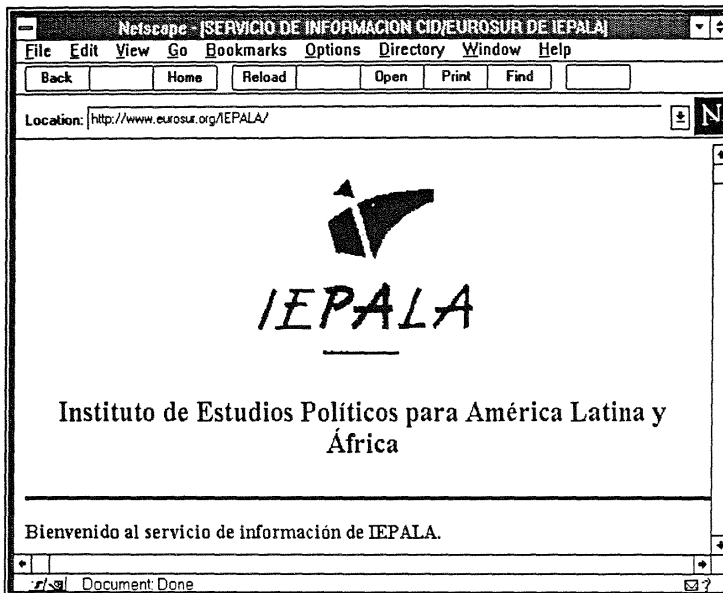 Netscape - [SERVICIO DE INFORMACION CID/EUROSUR DE IEPALA]
File Edit View Go Bookmarks Options Directory Window Help
Back Home Reload Open Print Find
Location: http://www.eurosur.org/IEPALA/
N
IEPALA
Instituto de Estudios Políticos para América Latina y
África
Bienvenido al servicio de información de IEPALA.
Document: Done
?